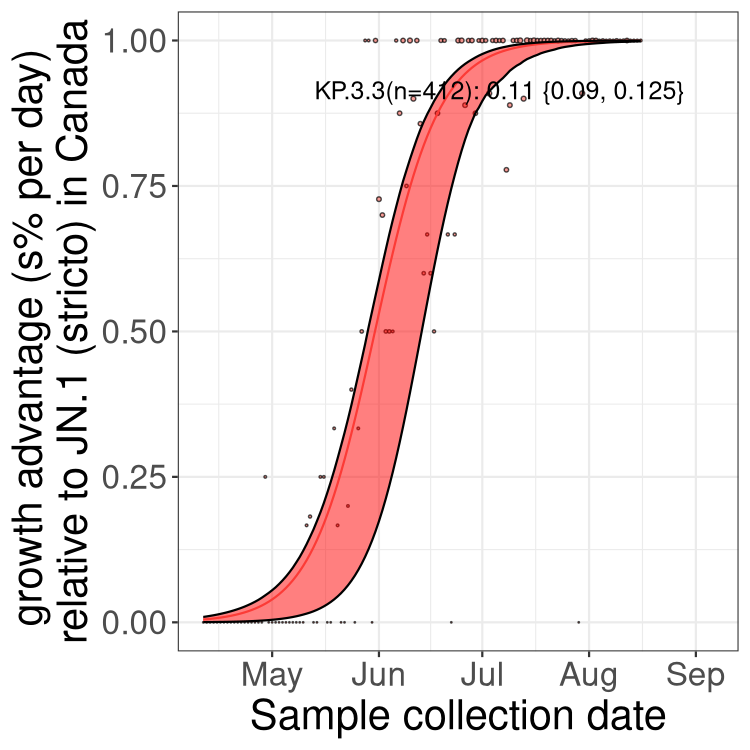 growth advantage (s% per day)
relative to JN.1 (stricto) in Canada
1.00
0.75
0.50
0.25
0.00
KP.3.3(n=412): 0.11 {0.09, 0.125}
May Jun Jul Aug Sep
Sample collection date